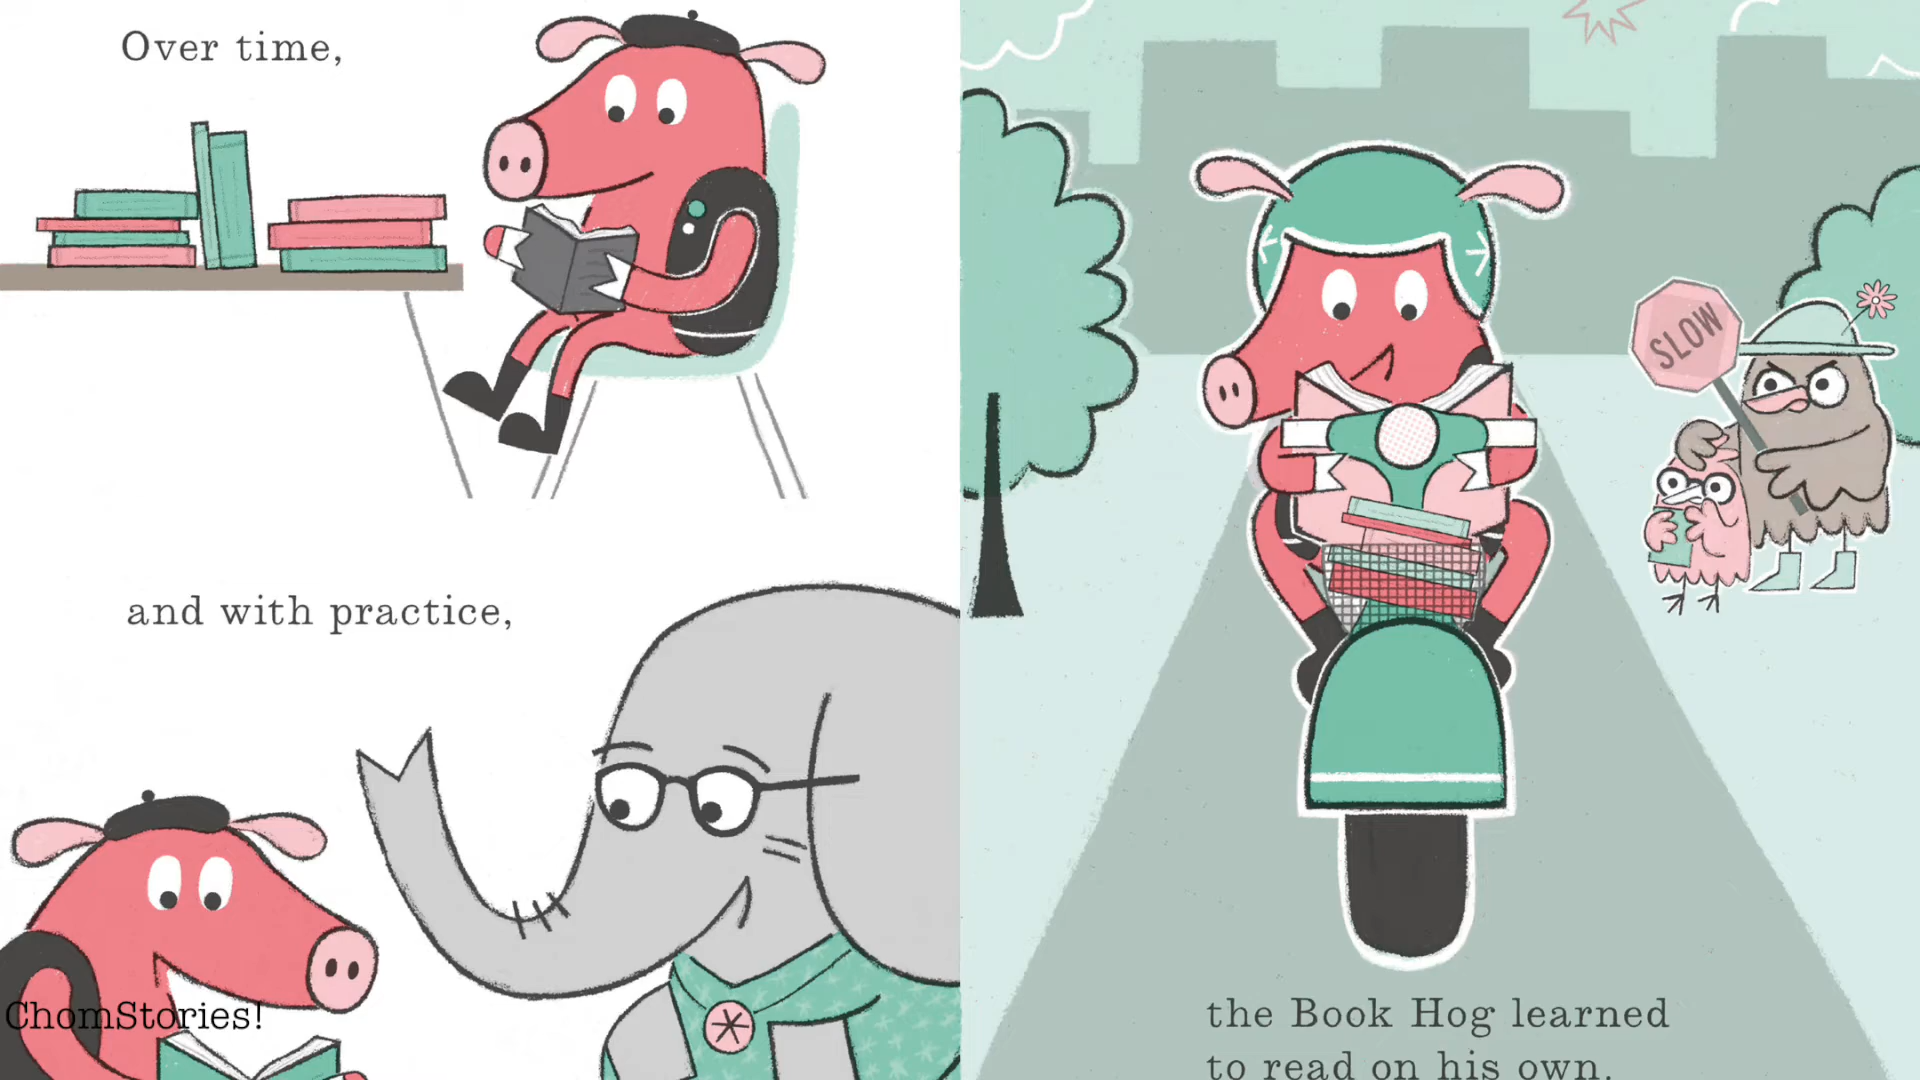 Over time,
and with practice,
ChomStories!
SLOW
the Book Hog learned
to read on his own.